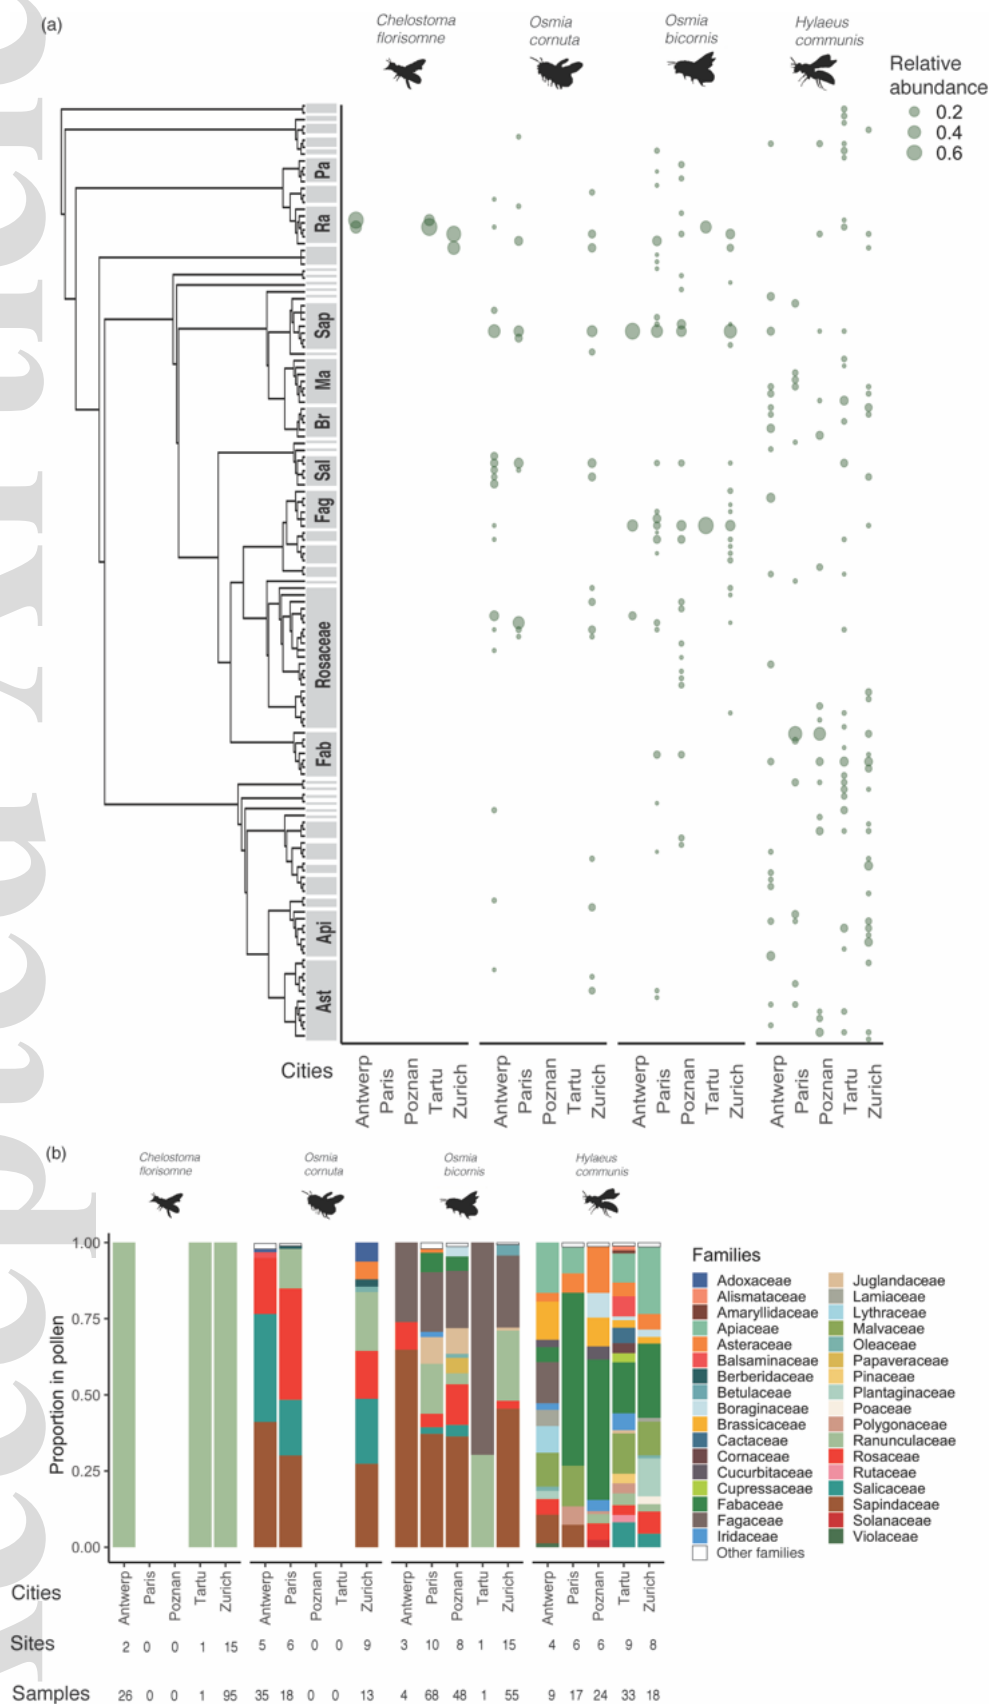 Accepted Article
(a)
Chelostoma
florisomne
Osmia
cornuta
Osmia
bicornis
Hylaeus
communis
Relative
abundance
0.2
0.4
0.6
Pa
Ra
Sap
Ma
Br
Sal
Fag
Rosaceae
Fab
Api
Ast
Cities
Antwerp Paris Poznan Tartu Zurich Antwerp Paris Poznan Tartu Zurich Antwerp Paris Poznan Tartu Zurich Antwerp Paris Poznan Tartu Zurich
(b)
Chelostoma
florisomne
Osmia
cornuta
Osmia
bicornis
Hylaeus
communis
Proportion in pollen
1.00
0.75
0.50
0.25
0.00
Families
Adoxaceae
Alismataceae
Amaryllidaceae
Apiaceae
Asteraceae
Balsaminaceae
Berberidaceae
Betulaceae
Boraginaceae
Brassicaceae
Cactaceae
Cornaceae
Cucurbitaceae
Cupressaceae
Fabaceae
Fagaceae
Iridaceae
Other families
Juglandaceae
Lamiaceae
Lythraceae
Malvaceae
Oleaceae
Papaveraceae
Pinaceae
Plantaginaceae
Poaceae
Polygonaceae
Ranunculaceae
Rosaceae
Rutaceae
Salicaceae
Sapindaceae
Solanaceae
Violaceae
Cities
Antwerp Paris Poznan Tartu Zurich Antwerp Paris Poznan Tartu Zurich Antwerp Paris Poznan Tartu Zurich Antwerp Paris Poznan Tartu Zurich
Sites 2 0 0 1 15 5 6 0 0 9 3 10 8 1 15 4 6 6 9 8
Samples 26 0 0 1 95 35 18 0 0 13 4 68 48 1 55 9 17 24 33 18